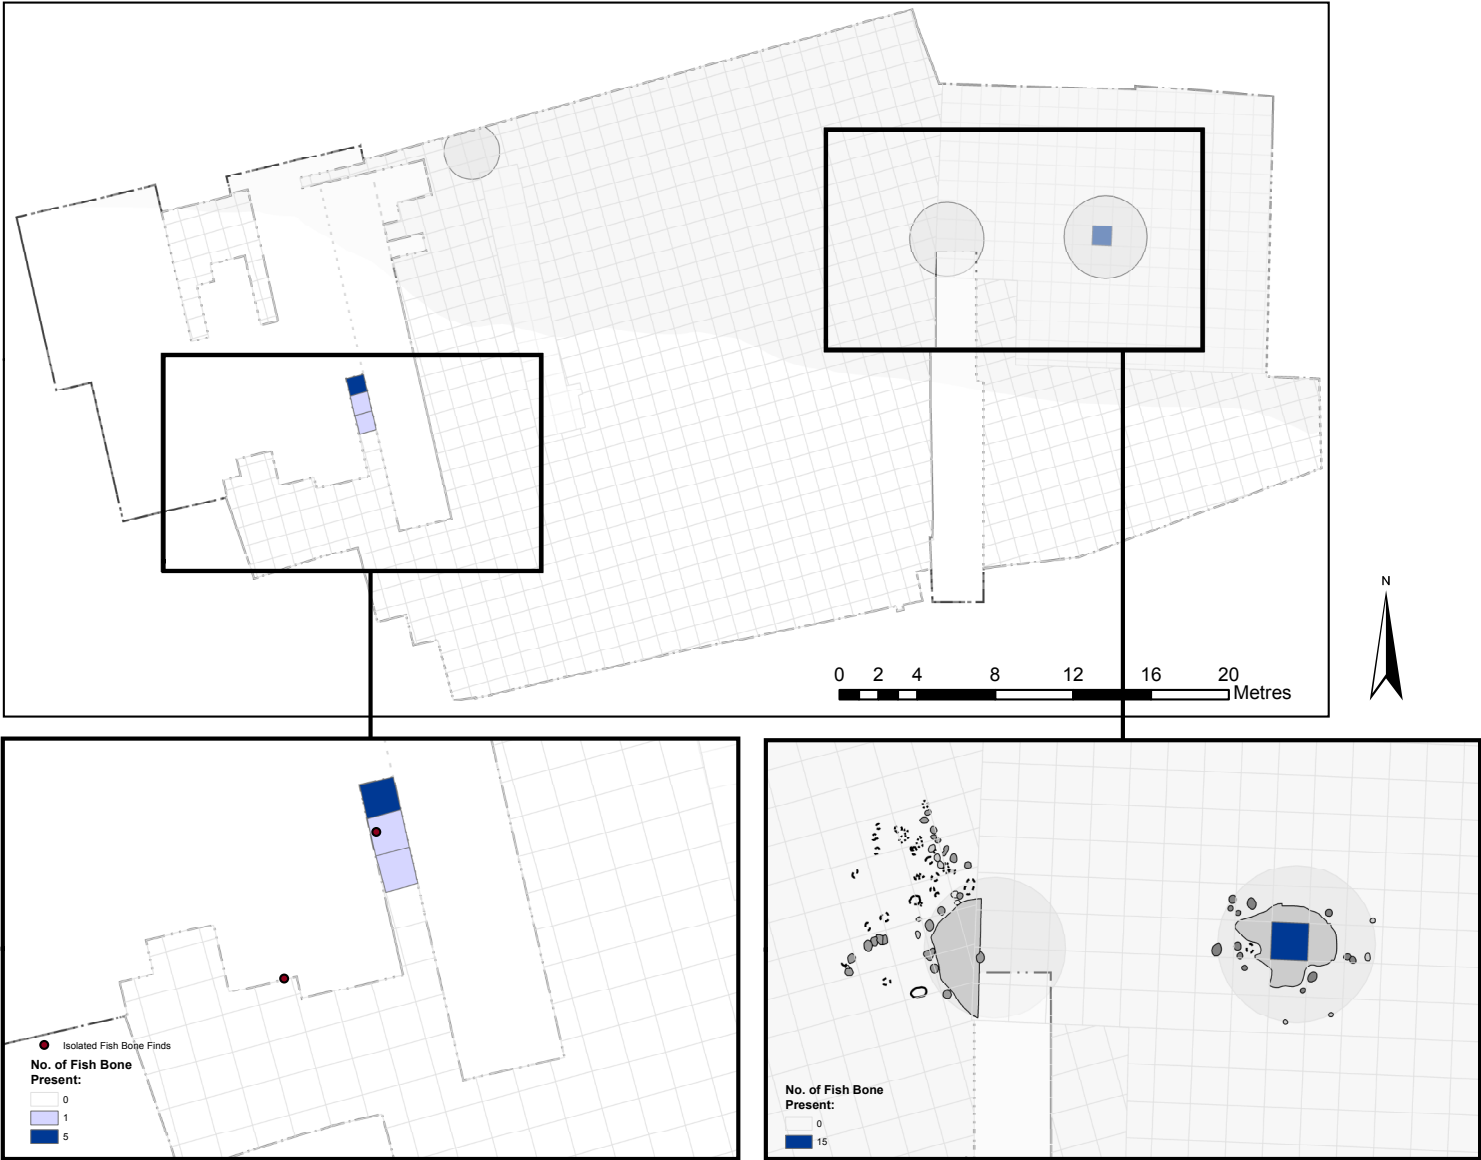 N
0 2 4 8 12 16 20
Metres
Isolated Fish Bone Finds
No. of Fish Bone
Present:
0
1
5
No. of Fish Bone
Present:
0
15